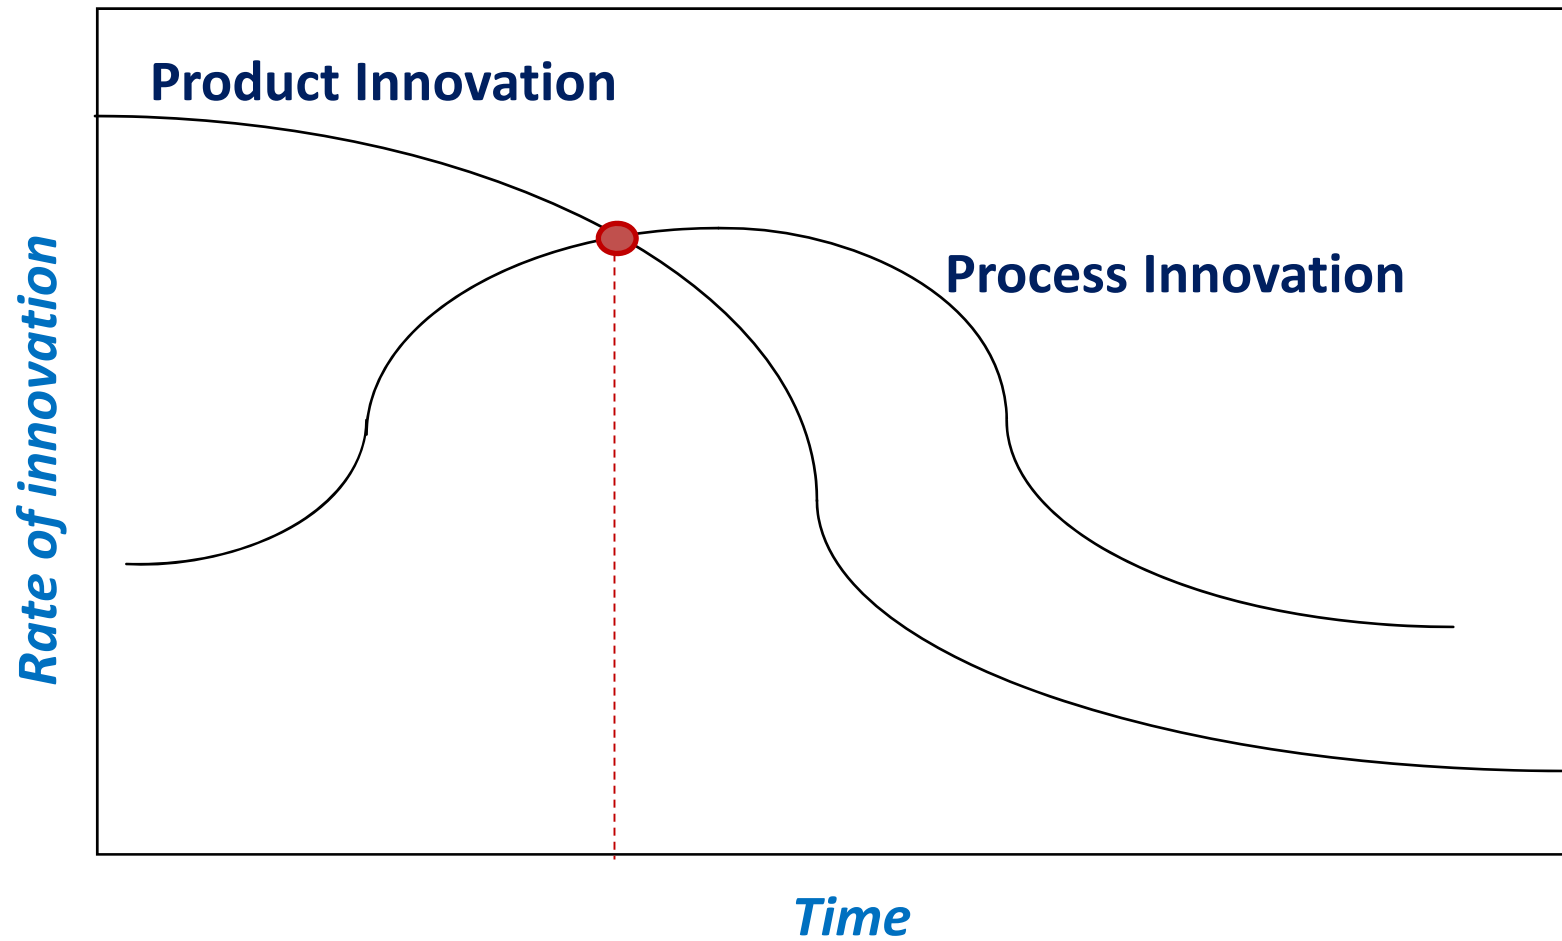 Product Innovation
Process Innovation
Rate of innovation
Time